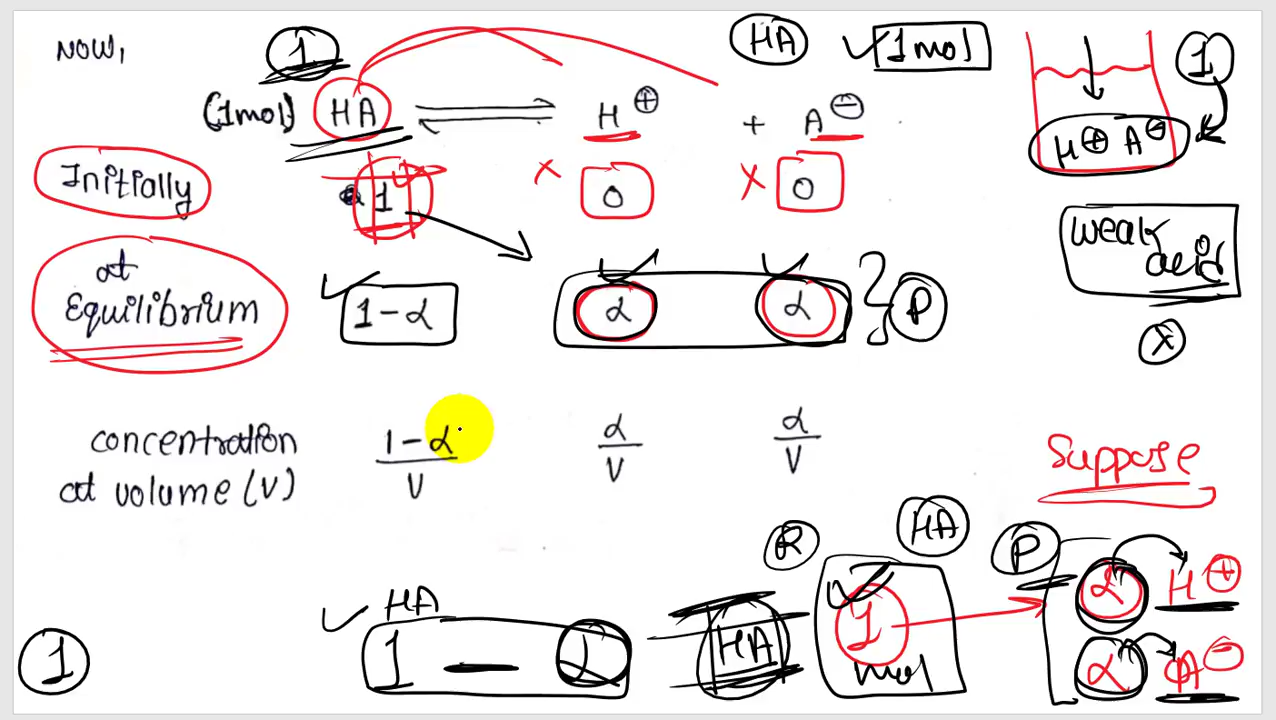 Now,
1
HA
1mol
1
(1mol) HA ⇌ H⊕ + A⊖
H⊕ A⊖
Initially 1 x 0 x 0
weak acid
at Equilibrium 1-α α α P
x
concentration at volume (V) 1-α/V α/V α/V
Suppose
R HA P
HA
1 — HA 1 mol α H⊕
α A⊖
1